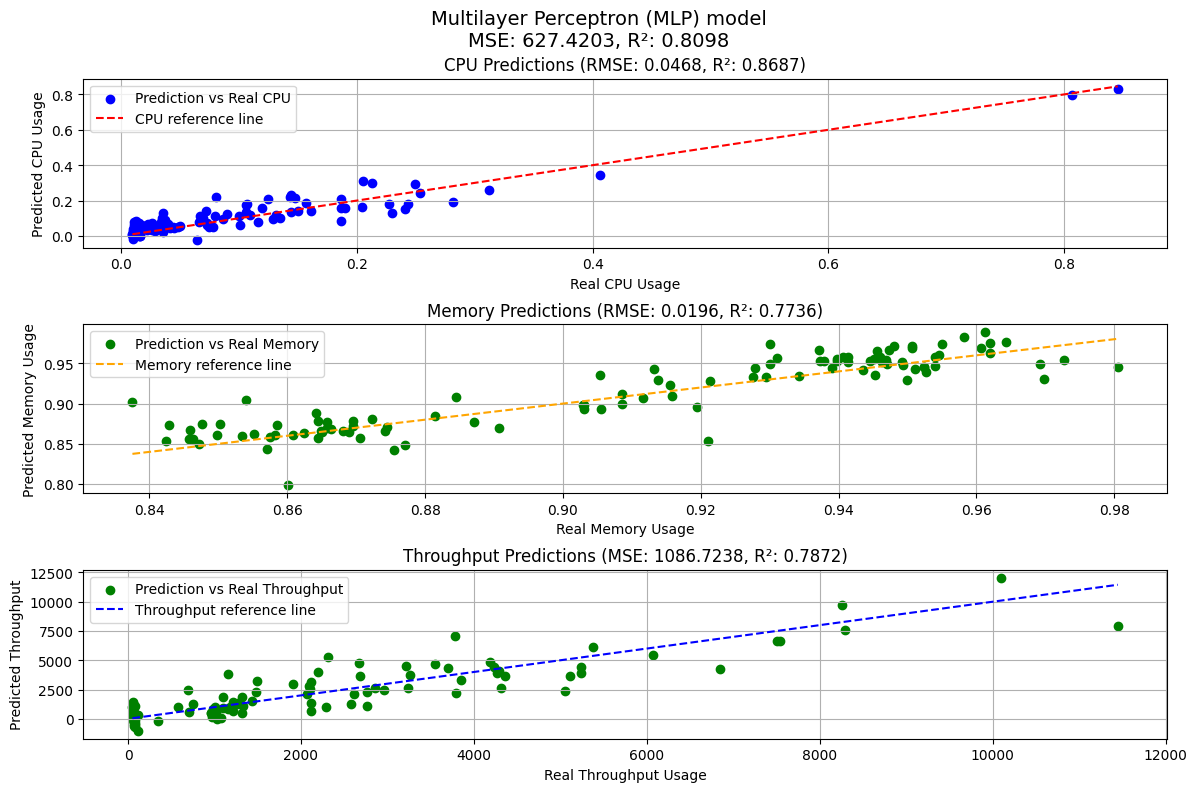 Multilayer Perceptron (MLP) model
MSE: 627.4203, R²: 0.8098
CPU Predictions (RMSE: 0.0468, R²: 0.8687)
Predicted CPU Usage
0.8
0.6
0.4
0.2
0.0
Prediction vs Real CPU
CPU reference line
0.0 0.2 0.4 0.6 0.8
Real CPU Usage
Memory Predictions (RMSE: 0.0196, R²: 0.7736)
Predicted Memory Usage
0.95
0.90
0.85
0.80
Prediction vs Real Memory
Memory reference line
0.84 0.86 0.88 0.90 0.92 0.94 0.96 0.98
Real Memory Usage
Throughput Predictions (MSE: 1086.7238, R²: 0.7872)
Predicted Throughput
12500
10000
7500
5000
2500
0
Prediction vs Real Throughput
Throughput reference line
0 2000 4000 6000 8000 10000 12000
Real Throughput Usage